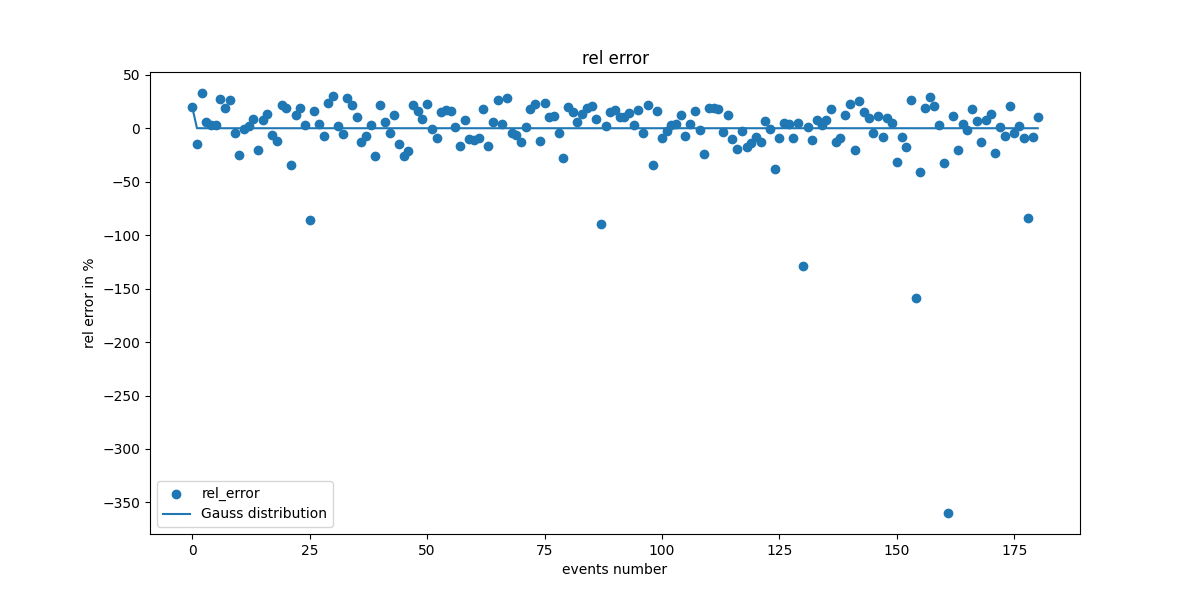 rel error
50
0
−50
−100
−150
−200
−250
−300
−350
rel error in %
rel_error
Gauss distribution
0 25 50 75 100 125 150 175
events number